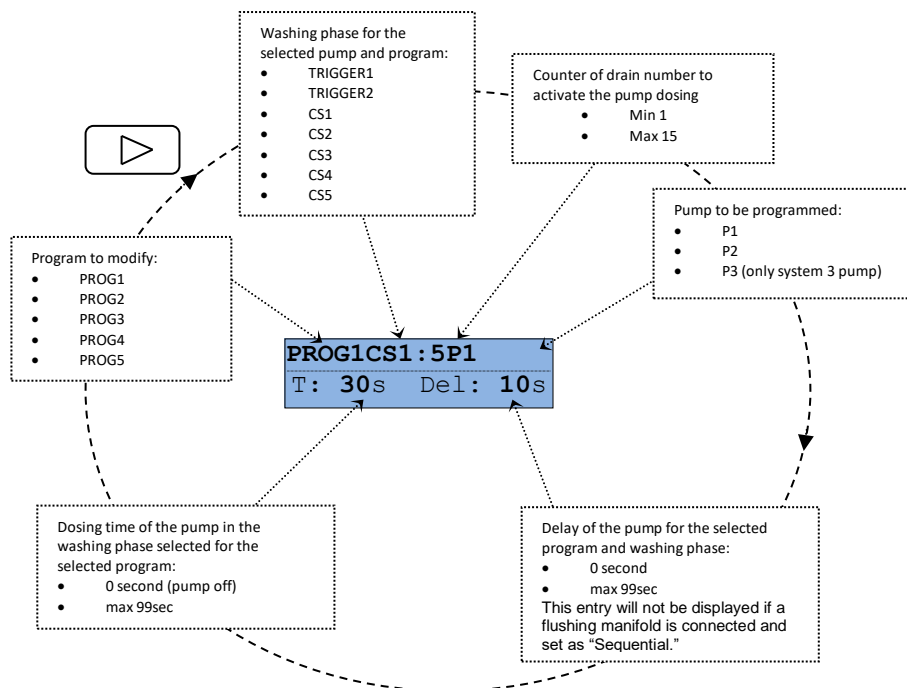 Washing phase for the
selected pump and program:
• TRIGGER1
• TRIGGER2
• CS1
• CS2
• CS3
• CS4
• CS5
Counter of drain number to
activate the pump dosing
• Min 1
• Max 15
Pump to be programmed:
• P1
• P2
• P3 (only system 3 pump)
Program to modify:
• PROG1
• PROG2
• PROG3
• PROG4
• PROG5
PROG1CS1:5P1
T: 30s Del: 10s
Dosing time of the pump in the
washing phase selected for the
selected program:
• 0 second (pump off)
• max 99sec
Delay of the pump for the selected
program and washing phase:
• 0 second
• max 99sec
This entry will not be displayed if a
flushing manifold is connected and
set as “Sequential.”